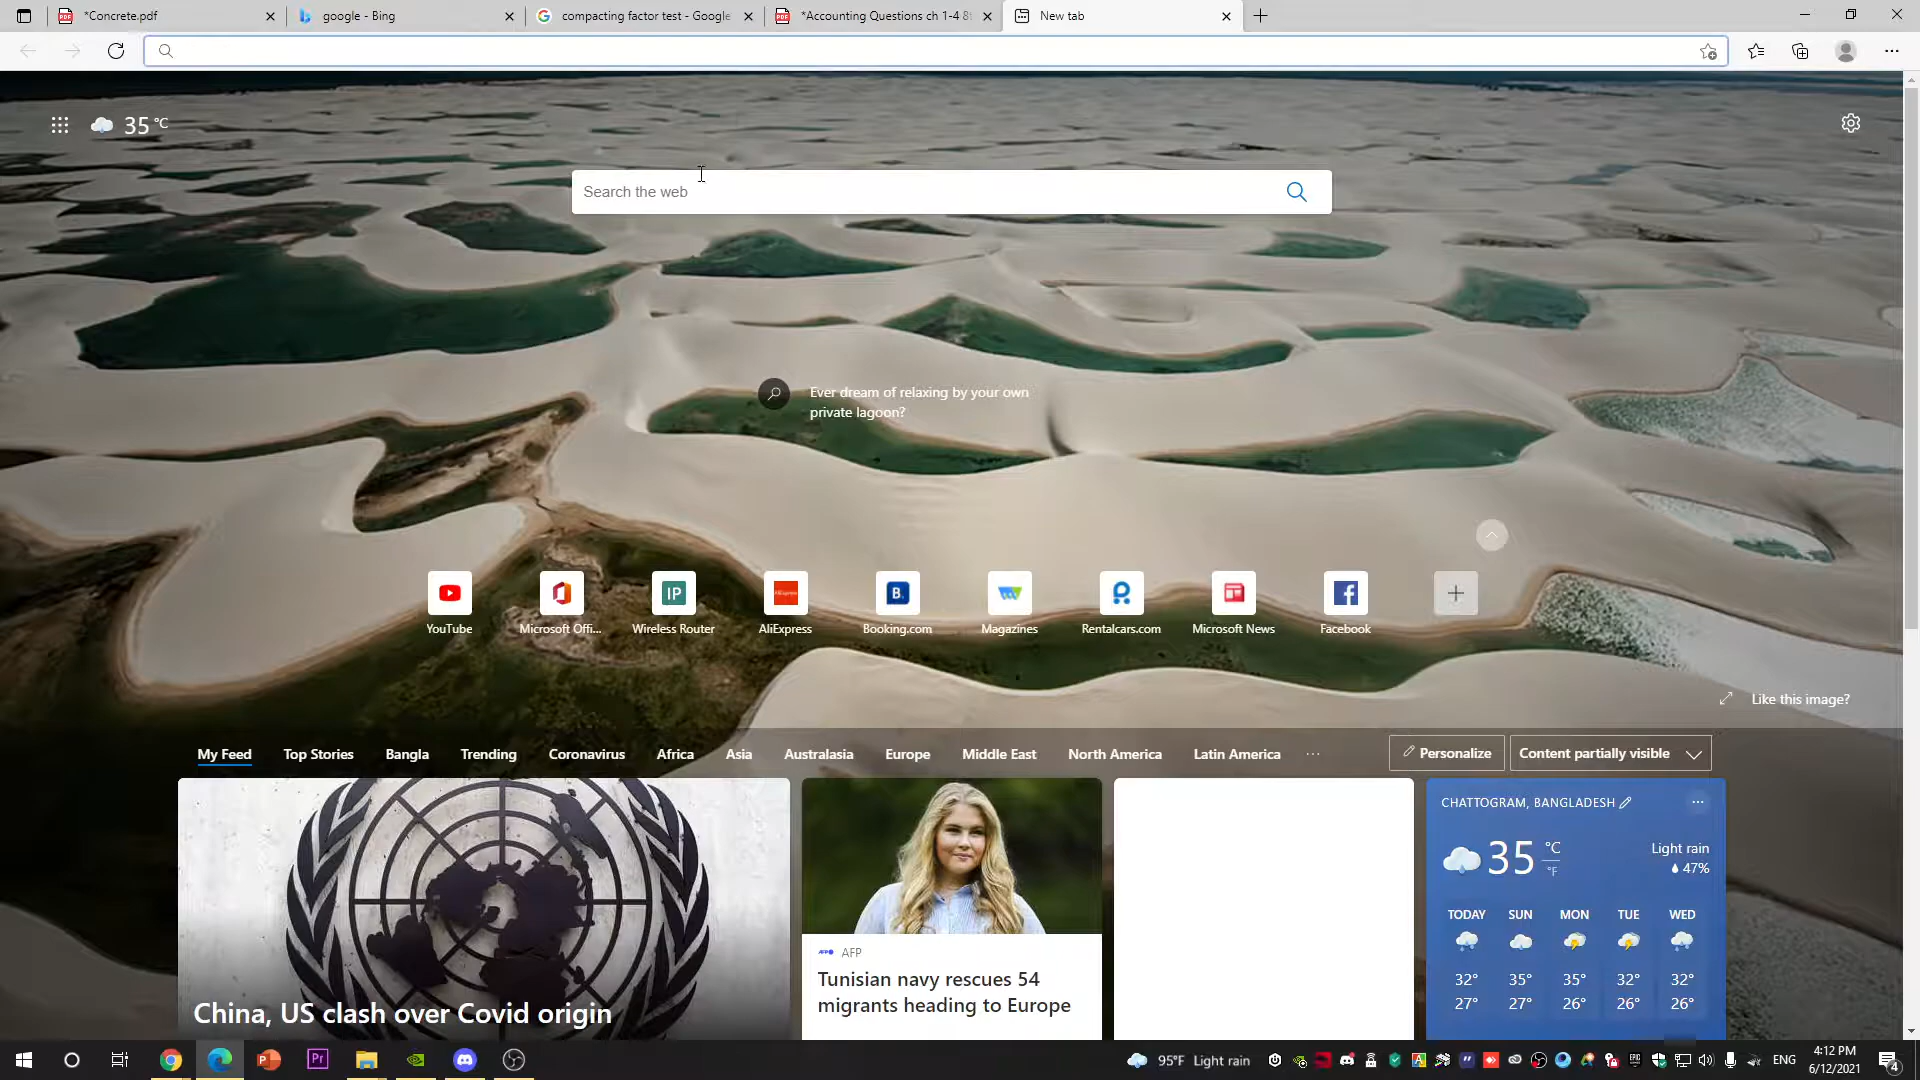 *Concrete.pdf
google - Bing
compacting factor test - Google
*Accounting Questions ch 1-4 8t
New tab
35 °C
Search the web
Ever dream of relaxing by your own
private lagoon?
IP
AliExpress
B.
YouTube
Microsoft Offi...
Wireless Router
AliExpress
Booking.com
Magazines
Rentalcars.com
Microsoft News
Facebook
Like this image?
My Feed
Top Stories
Bangla
Trending
Coronavirus
Africa
Asia
Australasia
Europe
Middle East
North America
Latin America
...
Personalize
Content partially visible
China, US clash over Covid origin
AFP
Tunisian navy rescues 54
migrants heading to Europe
CHATTOGRAM, BANGLADESH
35 °C
°F
Light rain
47%
TODAY SUN MON TUE WED
32° 35° 35° 32° 32°
27° 27° 26° 26° 26°
Pr
95°F Light rain
ENG
4:12 PM
6/12/2021
4